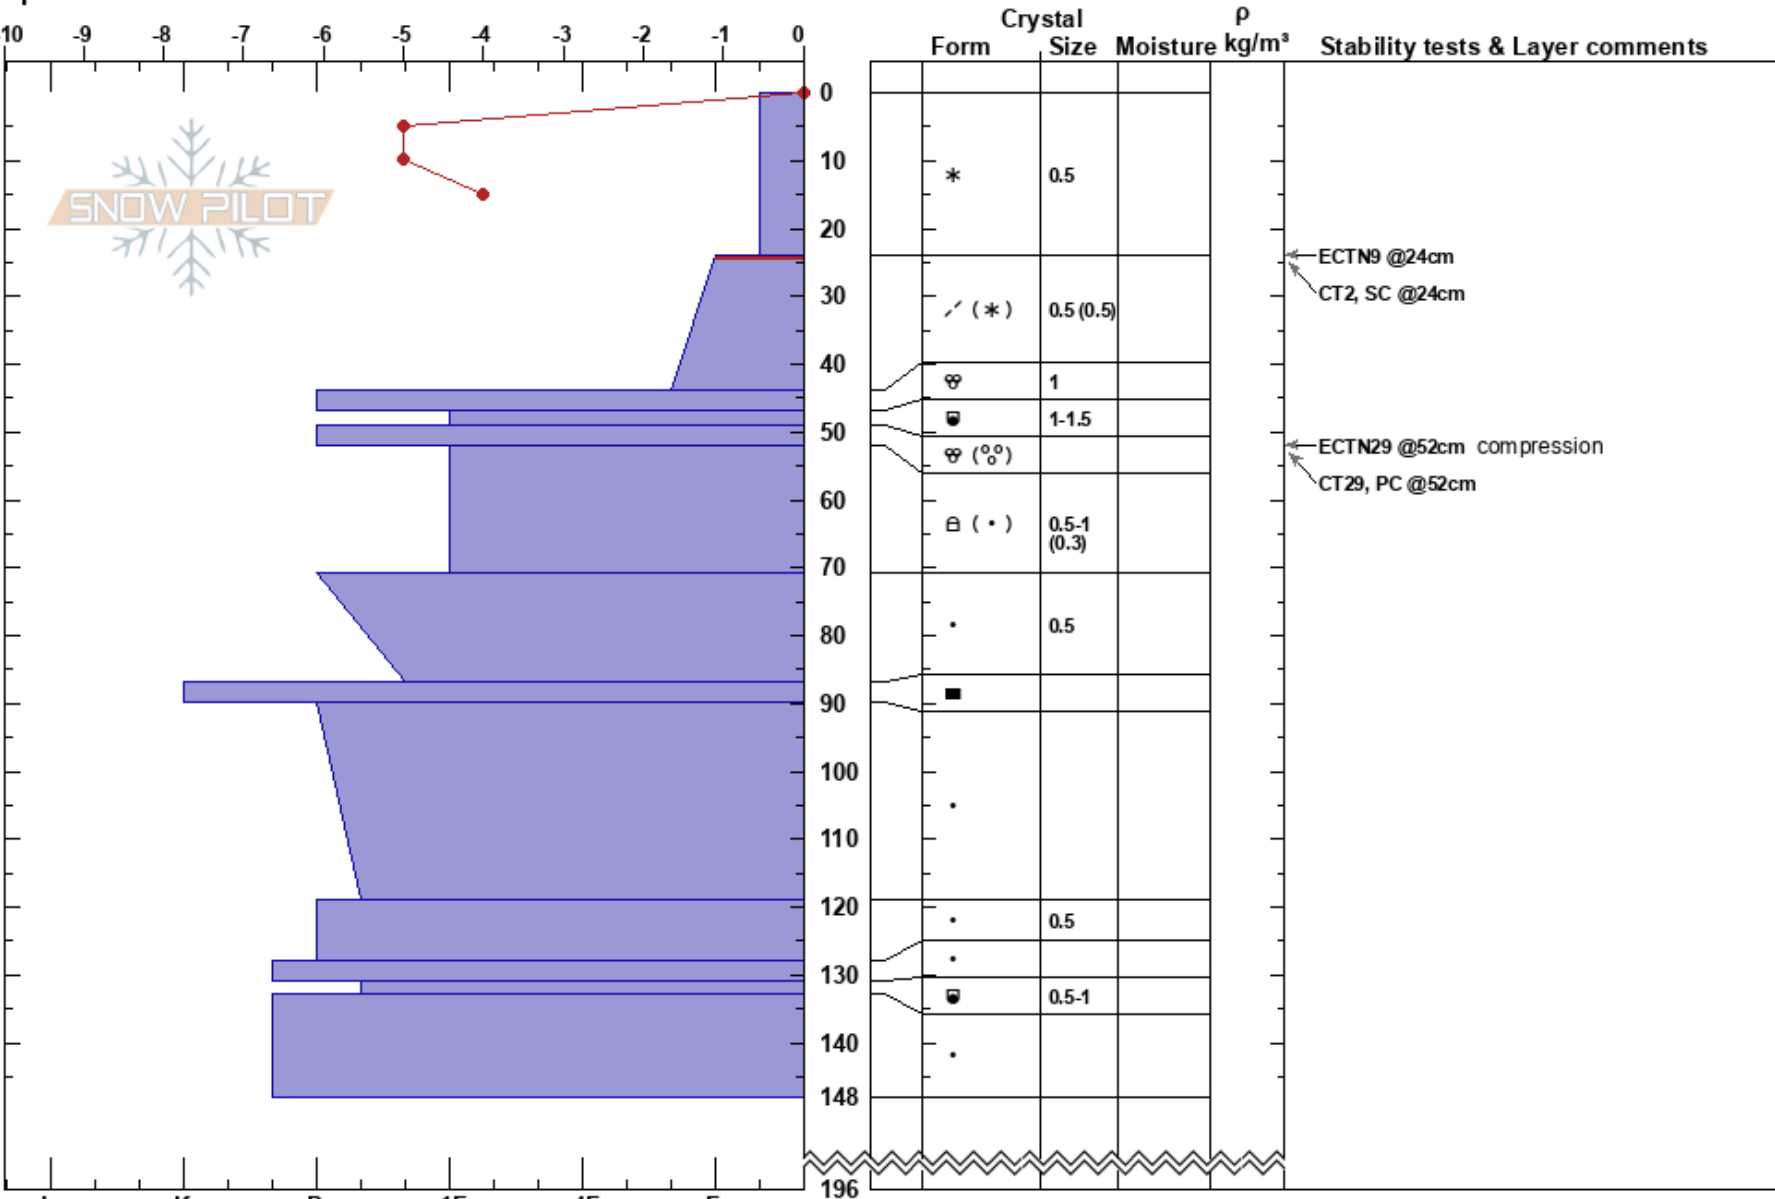 Crystal ρ
-10 -9 -8 -7 -6 -5 -4 -3 -2 -1 0 Form Size Moisture kg/m³ Stability tests & Layer comments
0
10
0.5
SNOW PILOT
20
ECTN9 @24cm
30 CT2, SC @24cm
( ) 0.5 (0.5)
40
1
1-1.5
50
ECTN29 @52cm compression
( )
CT29, PC @52cm
60
( ) 0.5-1
(0.3)
70
0.5
80
90
100
110
120
0.5
130
0.5-1
140
148
196